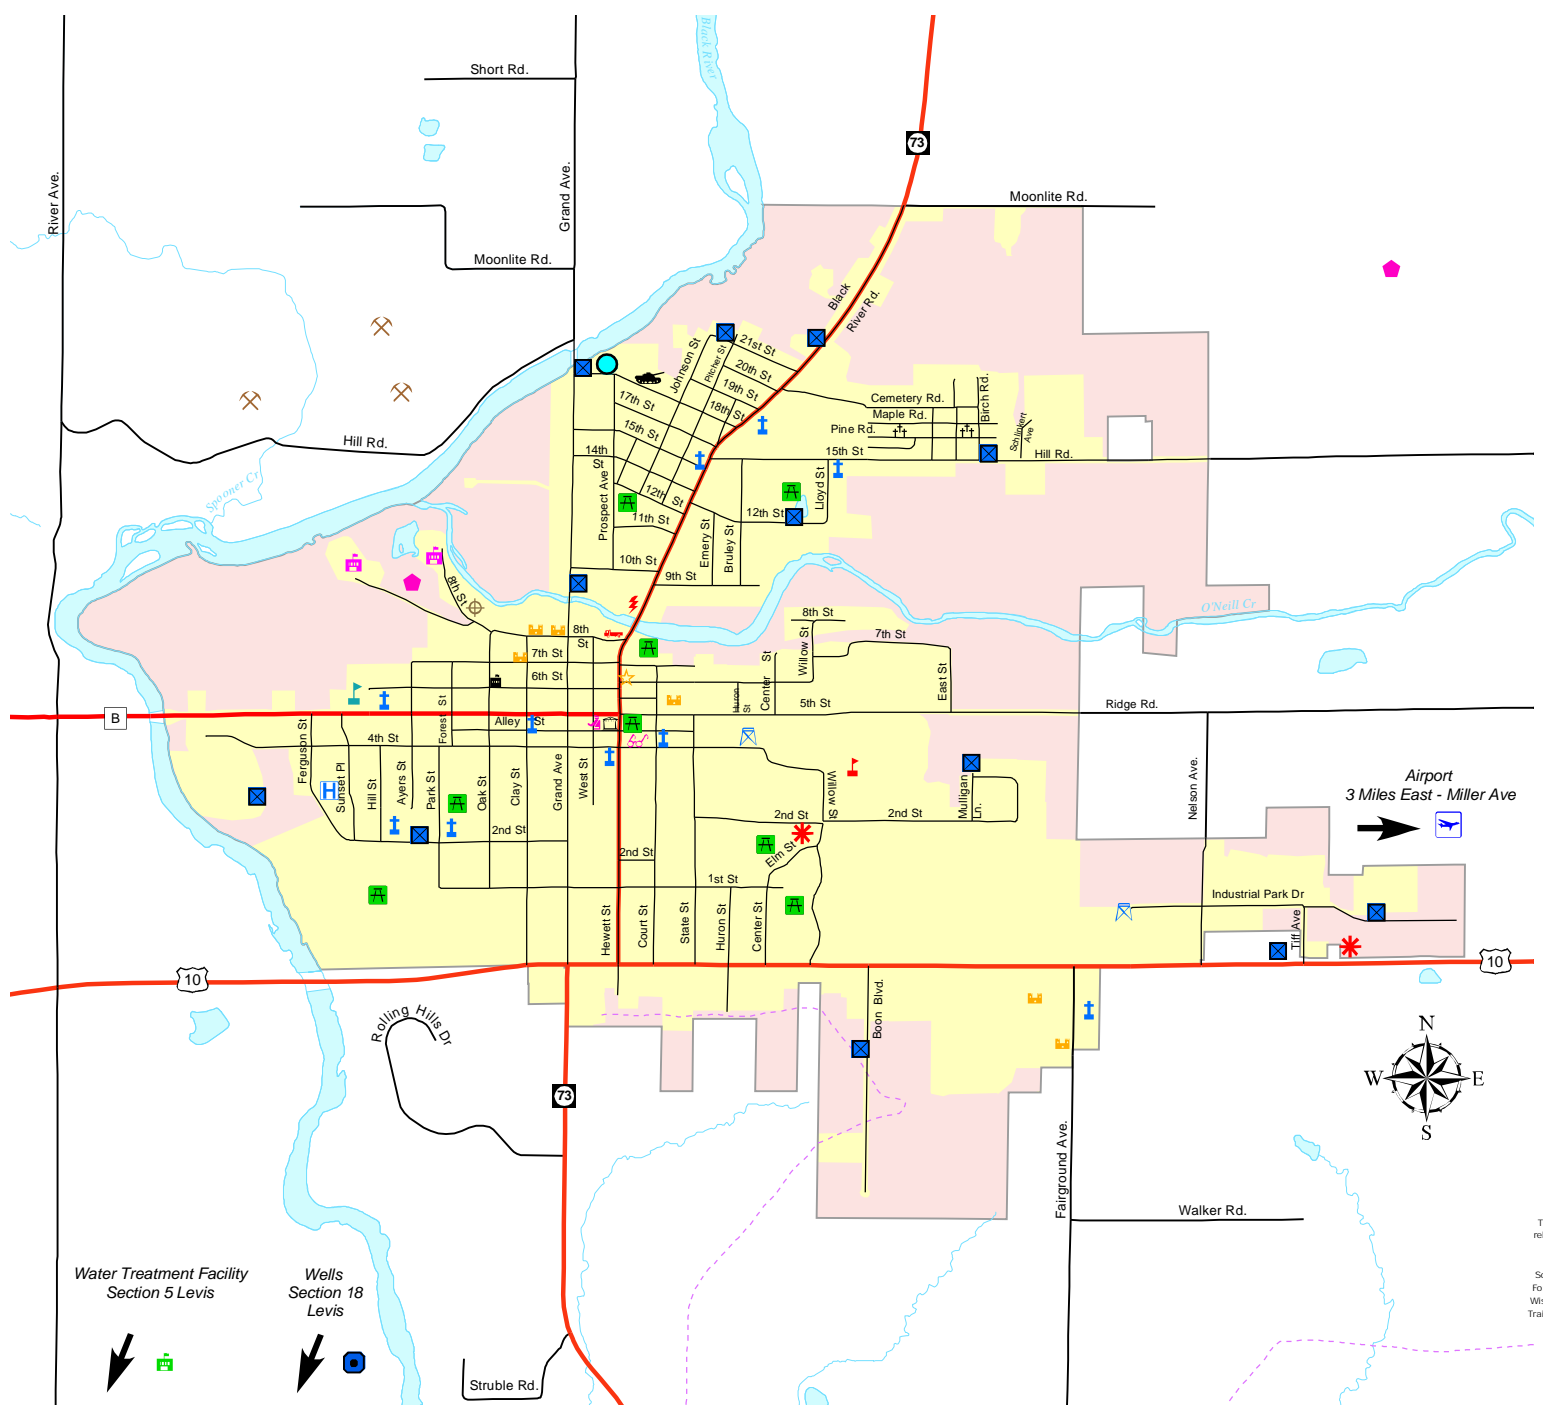 Black River
Short Rd.
73
River Ave.
Grand Ave.
Moonlite Rd.
Moonlite Rd.
Black
River Rd.
Johnson St
Pilcher St
21st St
20th St
19th St
18th St
17th St
15th St
14th
St
Cemetery Rd.
Maple Rd.
Pine Rd.
Birch Rd.
Schlinkert
Ave
15th St
Hill Rd.
Hill Rd.
Spooner Cr
Prospect Ave
12th St
11th St
10th St
9th St
Emery St
Bruley St
12th St
Lloyd St
8th St
O'Neill Cr
8th
St
7th St
6th St
8th St
7th St
Willow St
Center St
Huron
St
East St
5th St
Ridge Rd.
B
Alley St
Forest St
4th St
Ferguson St
Sunset Pl
H
Hill St
Ayers St
Park St
Oak St
Clay St
Grand Ave
West St
2nd St
2nd St
2nd St
2nd St
Willow St
Mulligan
Ln.
Nelson Ave.
Elm St
1st St
Hewett St
Court St
State St
Huron St
Center St
Airport
3 Miles East - Miller Ave
Industrial Park Dr
Tiff Ave
10
10
Rolling Hills Dr
Boon Blvd.
73
Fairground Ave.
N
W
E
S
Walker Rd.
Water Treatment Facility
Section 5 Levis
Wells
Section 18
Levis
Struble Rd.
T
rel
So
Fo
Wis
Trai